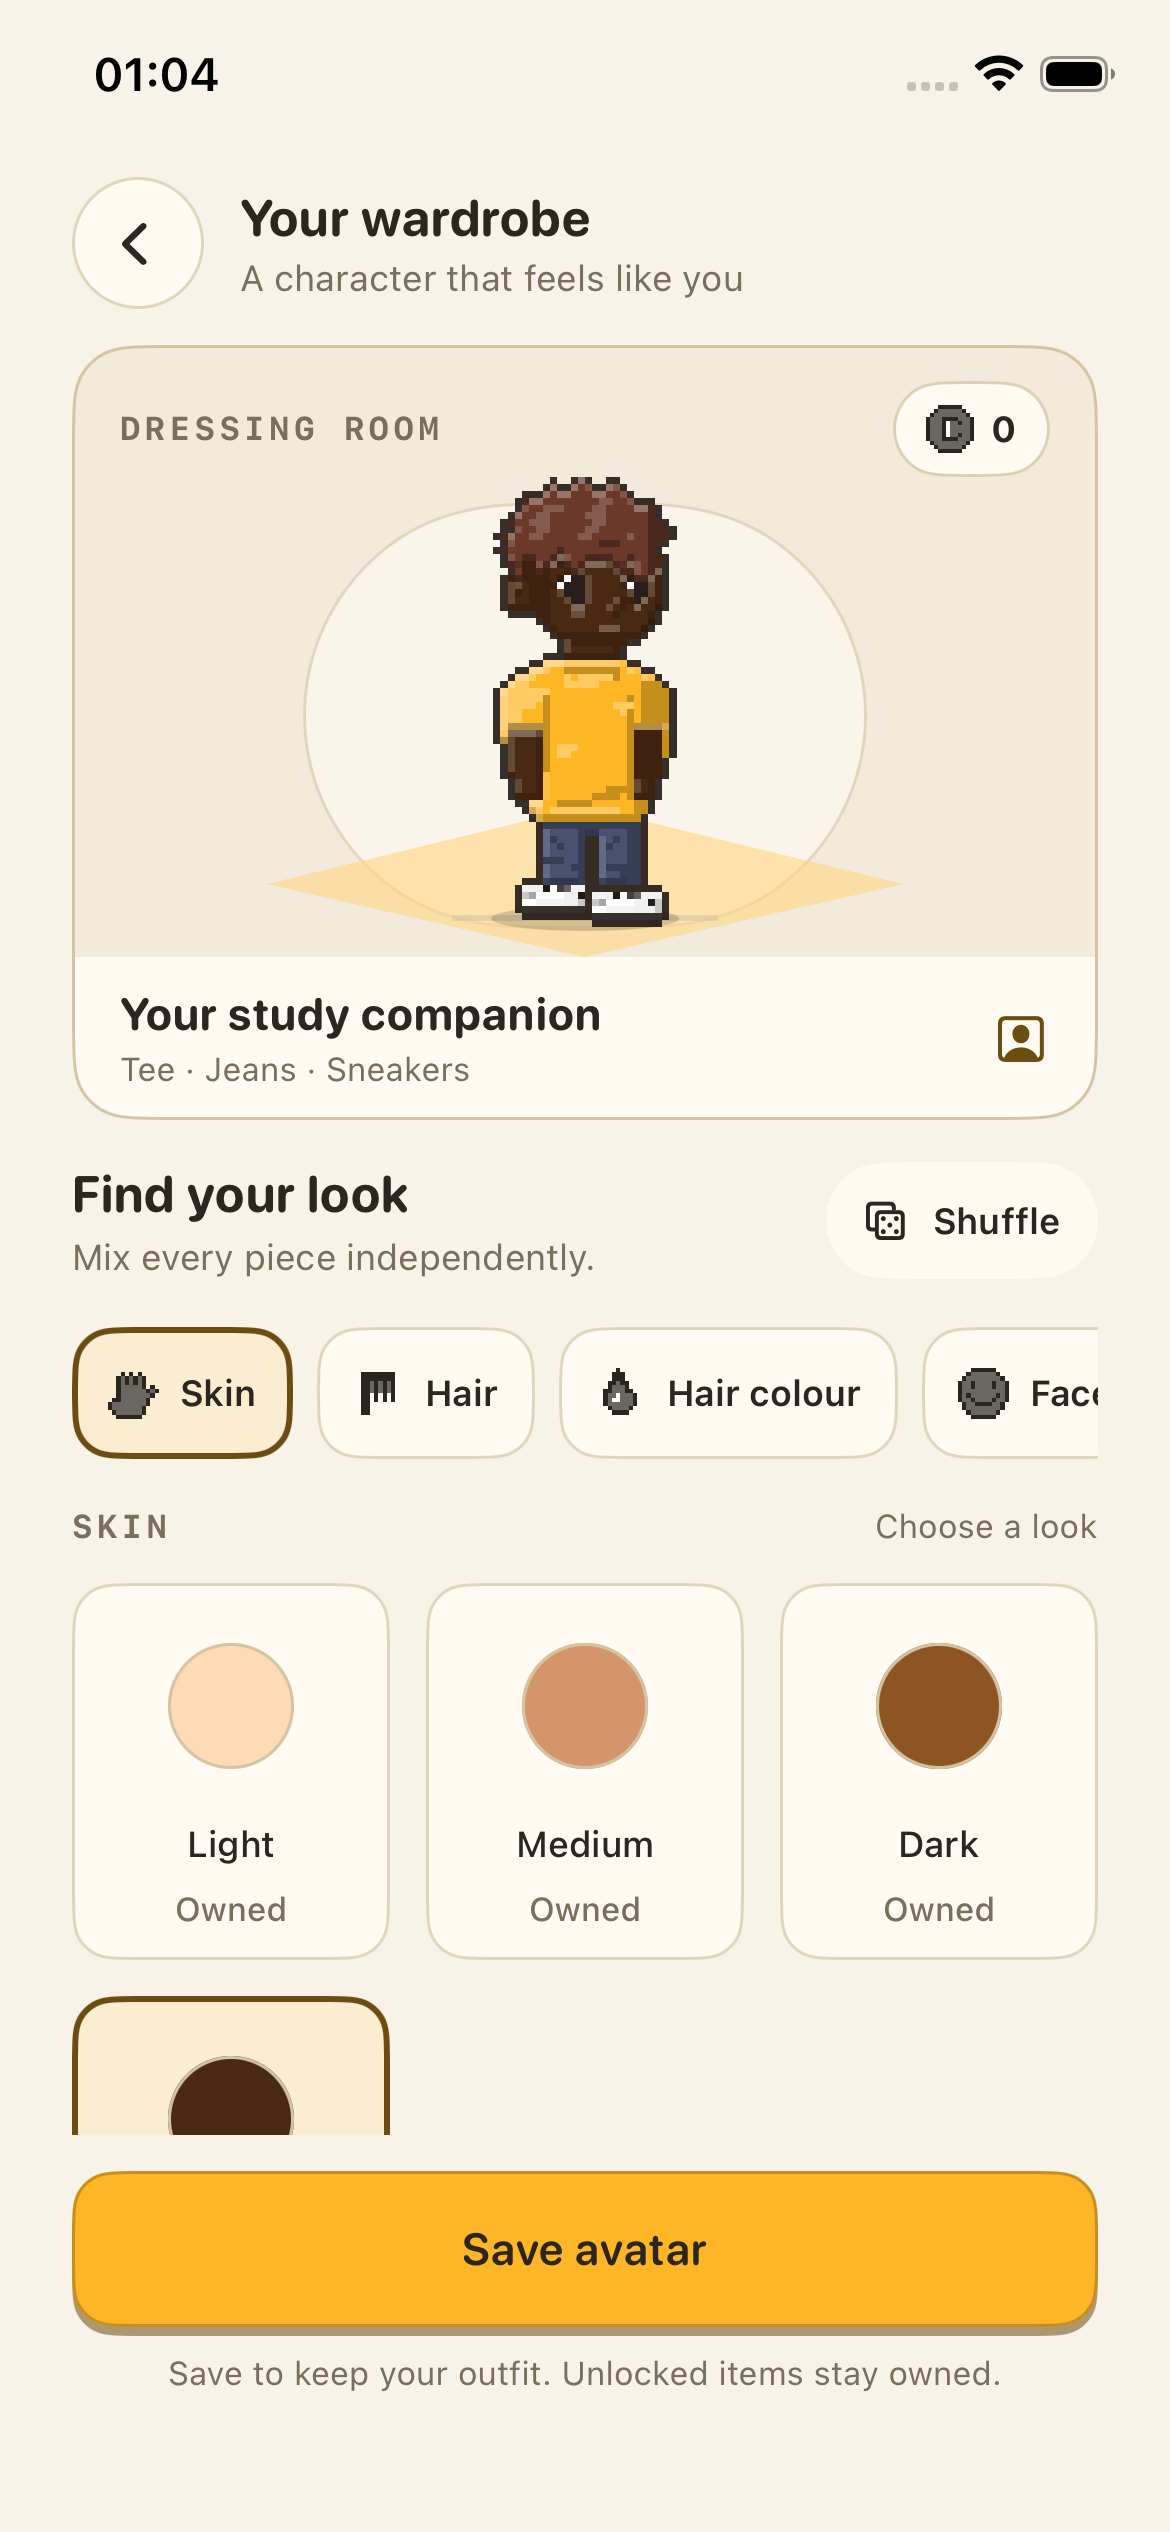 01:04
Your wardrobe
A character that feels like you
DRESSING ROOM
0
Your study companion
Tee · Jeans · Sneakers
Find your look
Mix every piece independently.
Shuffle
Skin
Hair
Hair colour
Face
SKIN
Choose a look
Light
Medium
Dark
Owned
Owned
Owned
Save avatar
Save to keep your outfit. Unlocked items stay owned.